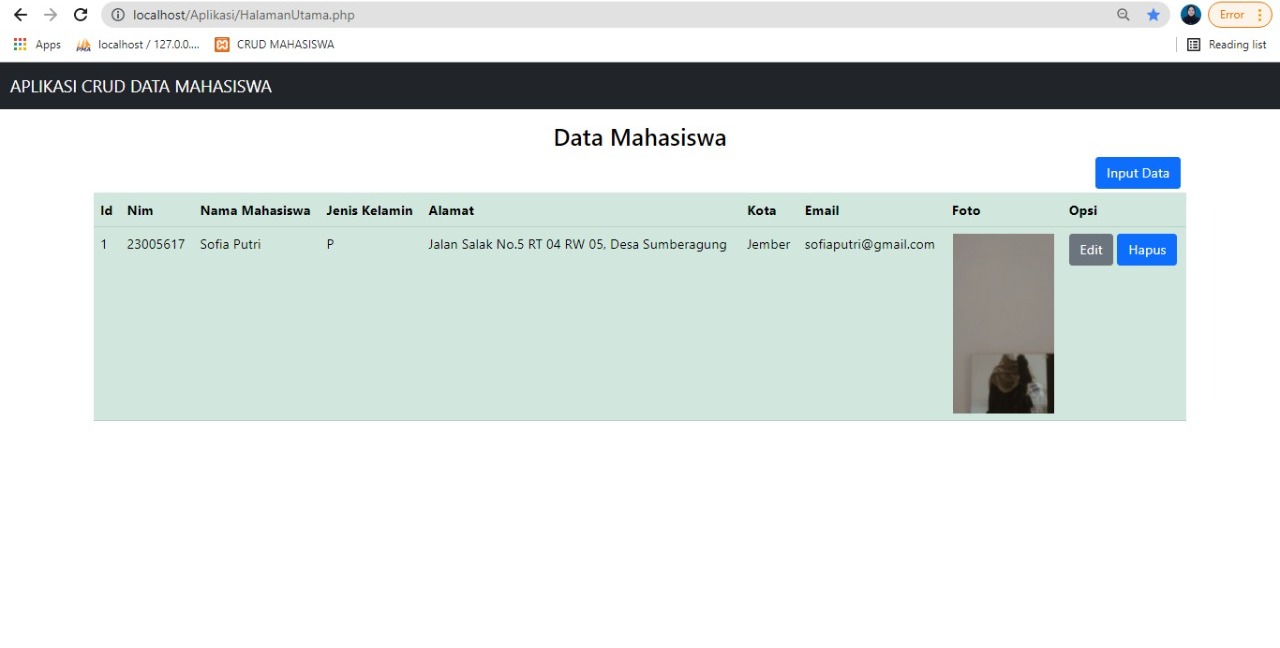 localhost/Aplikasi/HalamanUtama.php Error
Apps localhost / 127.0.0.... CRUD MAHASISWA Reading list
APLIKASI CRUD DATA MAHASISWA
Data Mahasiswa
Input Data
Id Nim Nama Mahasiswa Jenis Kelamin Alamat Kota Email Foto Opsi
1 23005617 Sofia Putri P Jalan Salak No.5 RT 04 RW 05, Desa Sumberagung Jember sofiaputri@gmail.com Edit Hapus